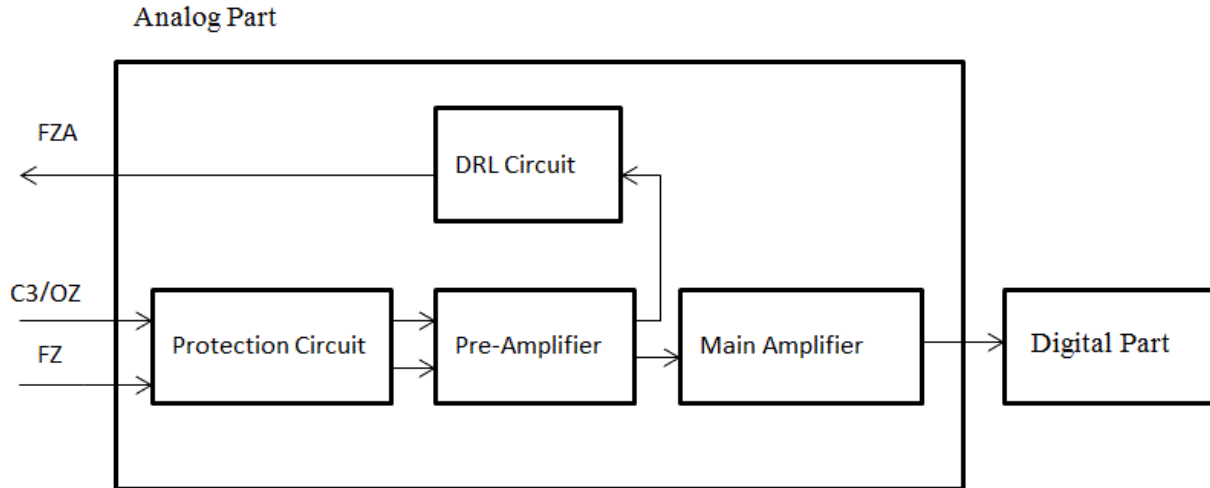 Analog Part
FZA
DRL Circuit
C3/OZ
FZ
Protection Circuit
Pre-Amplifier
Main Amplifier
Digital Part